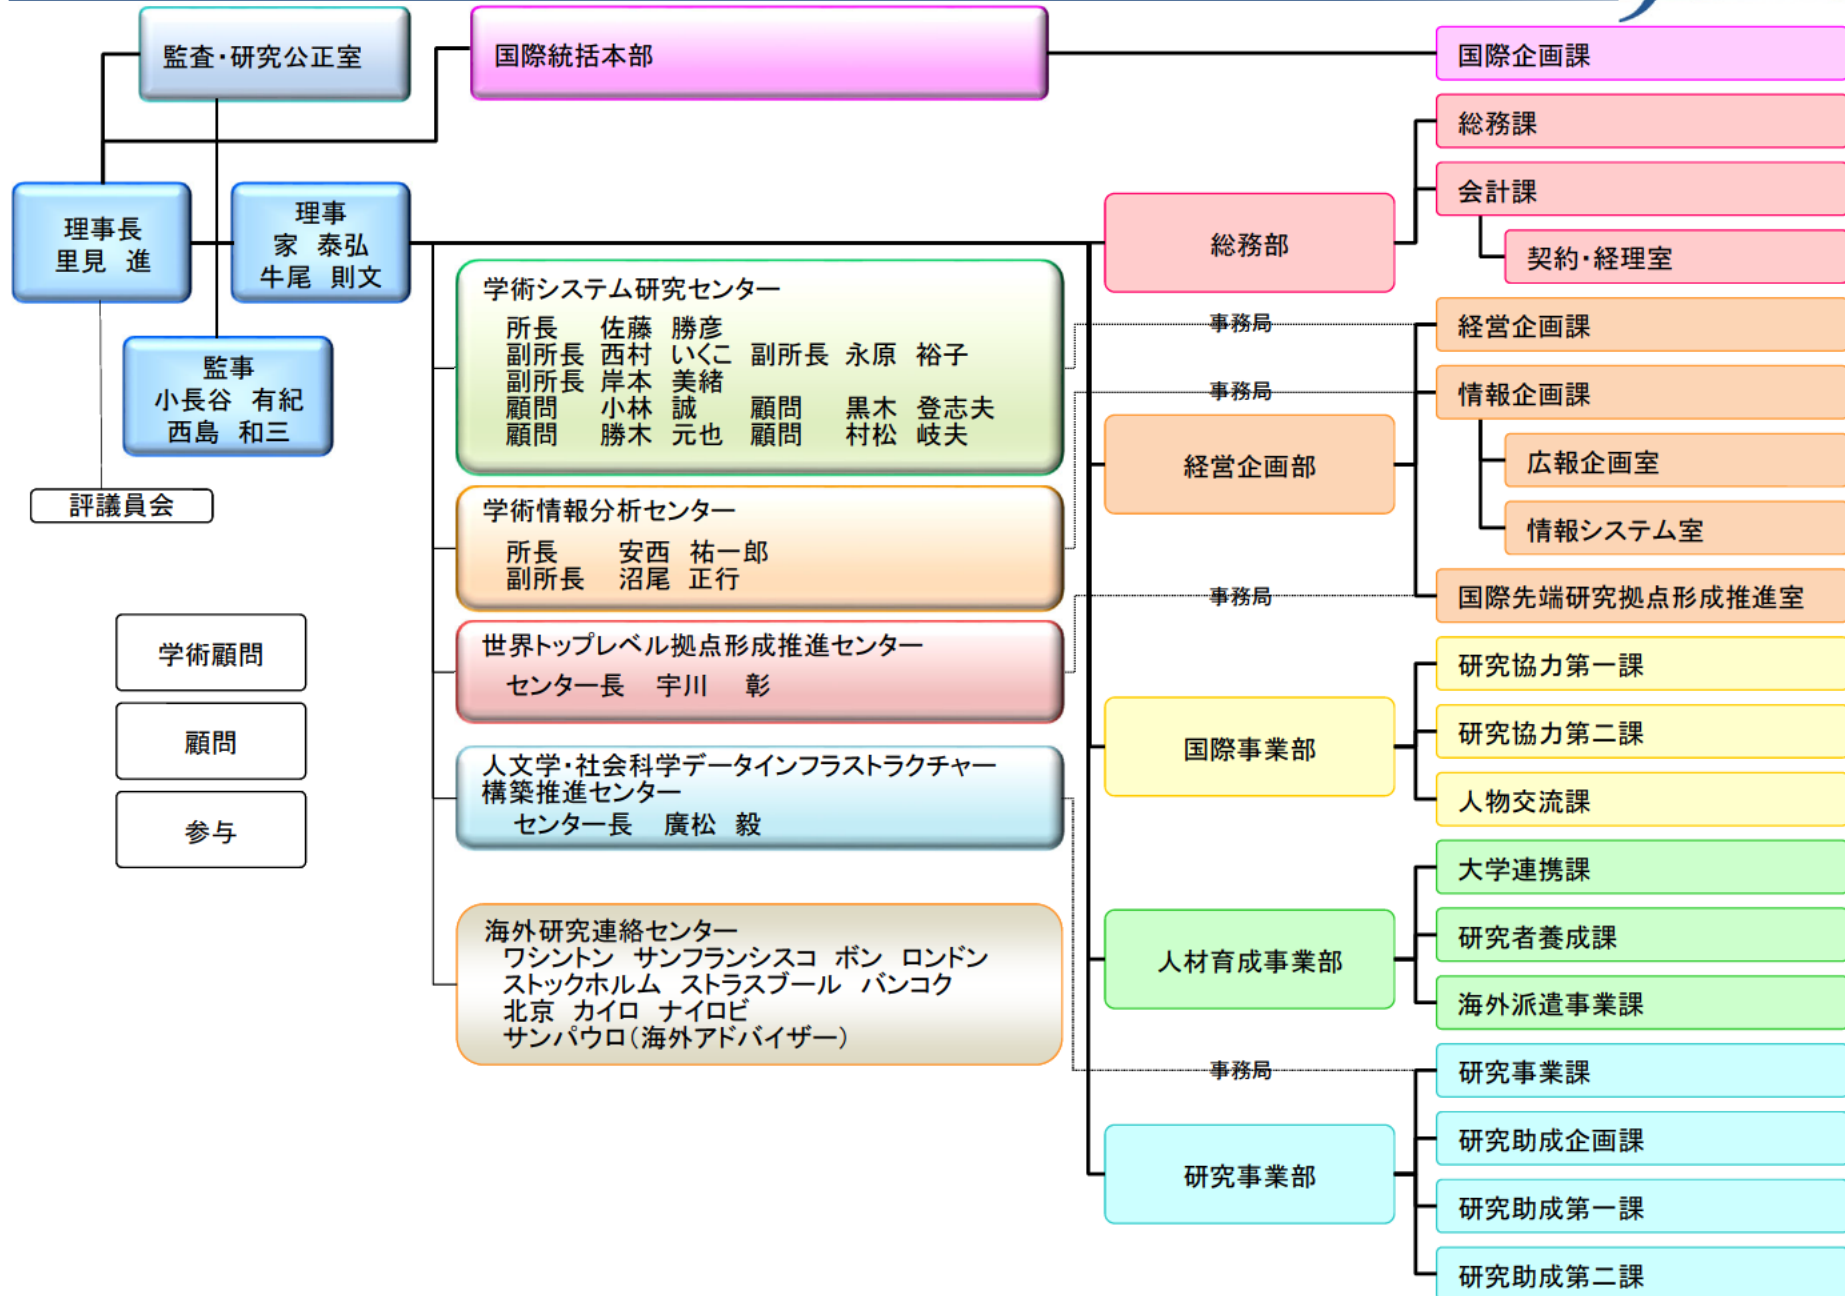 監査・研究公正室
国際統括本部
国際企画課
総務課
会計課
契約・経理室
理事長
里見 進
理事
家 泰弘
牛尾 則文
監事
小長谷 有紀
西島 和三
評議員会
学術顧問
顧問
参与
学術システム研究センター
所長 佐藤 勝彦
副所長 西村 いくこ 副所長 永原 裕子
副所長 岸本 美緒
顧問 小林 誠 顧問 黒木 登志夫
顧問 勝木 元也 顧問 村松 岐夫
学術情報分析センター
所長 安西 祐一郎
副所長 沼尾 正行
世界トップレベル拠点形成推進センター
センター長 宇川 彰
人文学・社会科学データインフラストラクチャー
構築推進センター
センター長 廣松 毅
海外研究連絡センター
ワシントン サンフランシスコ ボン ロンドン
ストックホルム ストラスブール バンコク
北京 カイロ ナイロビ
サンパウロ（海外アドバイザー）
総務部
事務局
経営企画課
事務局
情報企画課
経営企画部
広報企画室
情報システム室
事務局
国際先端研究拠点形成推進室
国際事業部
研究協力第一課
研究協力第二課
人物交流課
人材育成事業部
大学連携課
研究者養成課
海外派遣事業課
事務局
研究事業課
研究事業部
研究助成企画課
研究助成第一課
研究助成第二課